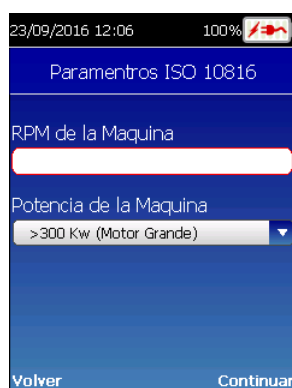 23/09/2016 12:06 100%
Paramentros ISO 10816
RPM de la Maquina
Potencia de la Maquina
>300 Kw (Motor Grande)
Volver Continuar